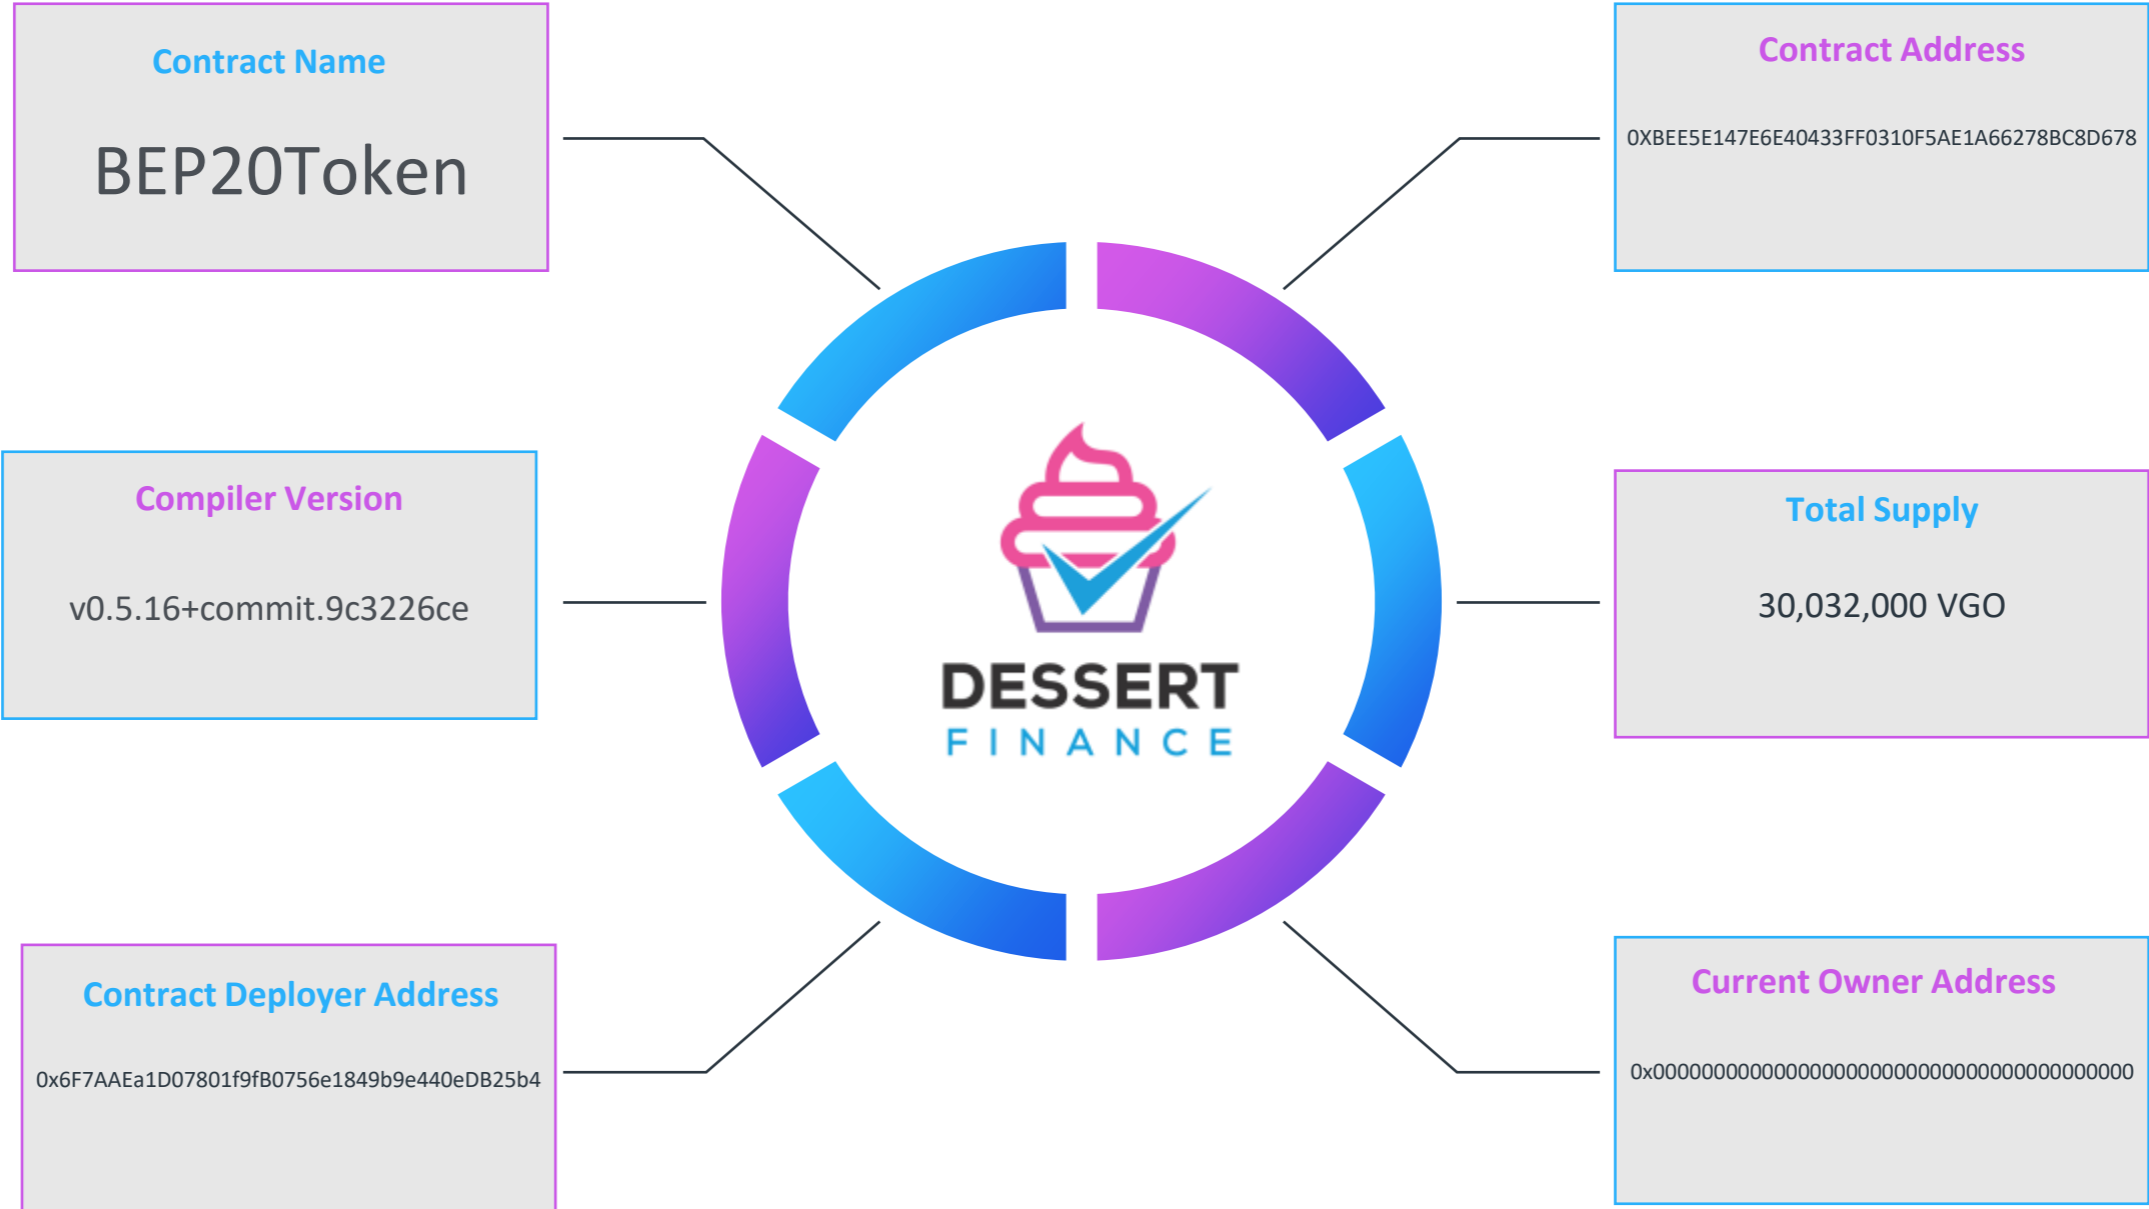 Contract Name
BEP20Token
Contract Address
0XBEE5E147E6E40433FF0310F5AE1A66278BC8D678
Compiler Version
v0.5.16+commit.9c3226ce
Total Supply
30,032,000 VGO
DESSERT
FINANCE
Contract Deployer Address
0x6F7AAEa1D07801f9fB0756e1849b9e440eDB25b4
Current Owner Address
0x0000000000000000000000000000000000000000